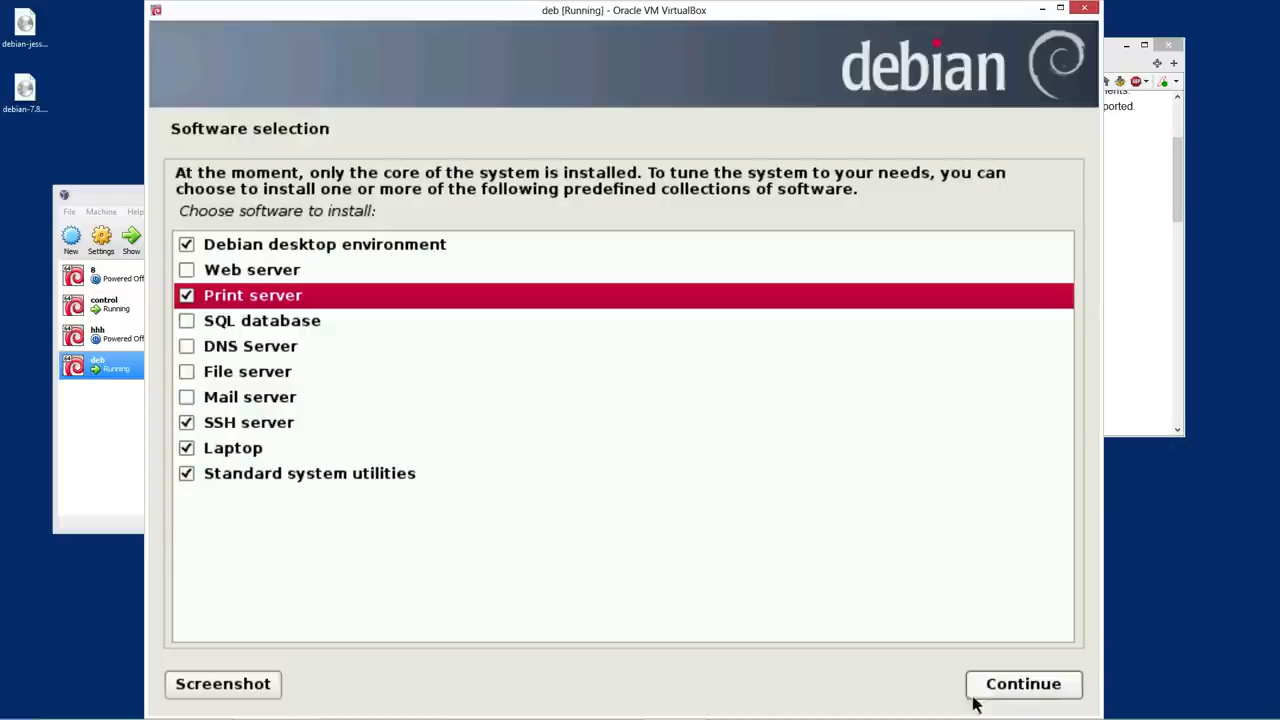 deb [Running] - Oracle VM VirtualBox
debian-jess...
debian-7.8....
debian
ported.
Software selection
At the moment, only the core of the system is installed. To tune the system to your needs, you can
choose to install one or more of the following predefined collections of software.
Choose software to install:
Debian desktop environment
Web server
Print server
SQL database
DNS Server
File server
Mail server
SSH server
Laptop
Standard system utilities
File Machine Help
New Settings Show
8
Powered Off
control
Running
hhh
Powered Off
deb
Running
Screenshot
Continue